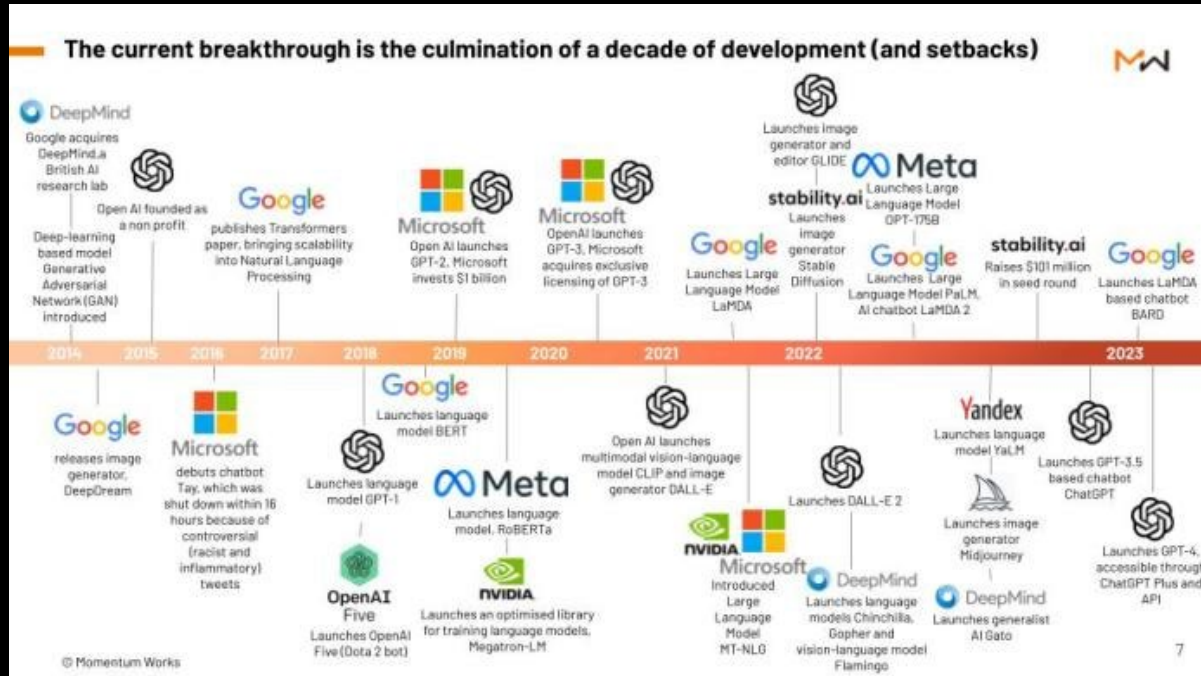 The current breakthrough is the culmination of a decade of development (and setbacks)
MW
DeepMind
Google acquires
DeepMind,a
British AI
research lab
Deep-learning
based model
Generative
Adversarial
Network (GAN)
introduced
Open AI founded as
a non profit
Google
publishes Transformers
paper, bringing scalability
into Natural Language
Processing
Microsoft
Open AI launches
GPT-2, Microsoft
invests $1 billion
Microsoft
OpenAI launches
GPT-3, Microsoft
acquires exclusive
licensing of GPT-3
Google
Launches Large
Language Model
LaMDA
Launches image
generator and
editor GLIDE
stability.ai
Launches
image
generator
Stable
Diffusion
Meta
Launches Large
Language Model
OPT-175B
Google
Launches Large
Language Model PaLM,
AI chatbot LaMDA 2
stability.ai
Raises $101 million
in seed round
Google
Launches LaMDA
based chatbot
BARD
2014 2015 2016 2017 2018 2019 2020 2021 2022 2023
Google
releases image
generator,
DeepDream
Microsoft
debuts chatbot
Tay, which was
shut down within 16
hours because of
controversial
(racist and
inflammatory)
tweets
Launches language
model GPT-1
OpenAI
Five
Launches OpenAI
Five (Dota 2 bot)
Google
Launches language
model BERT
Meta
Launches language
model, RoBERTa
NVIDIA
Launches an optimised library
for training language models,
Megatron-LM
Open AI launches
multimodal vision-language
model CLIP and image
generator DALL-E
NVIDIA
Microsoft
Introduced
Large
Language
Model
MT-NLG
Launches DALL-E 2
DeepMind
Launches language
models Chinchilla,
Gopher and
vision-language model
Flamingo
Yandex
Launches language
model YaLM
Launches image
generator
Midjourney
DeepMind
Launches generalist
AI Gato
Launches GPT-3.5
based chatbot
ChatGPT
Launches GPT-4,
accessible through
ChatGPT Plus and
API
© Momentum Works
7